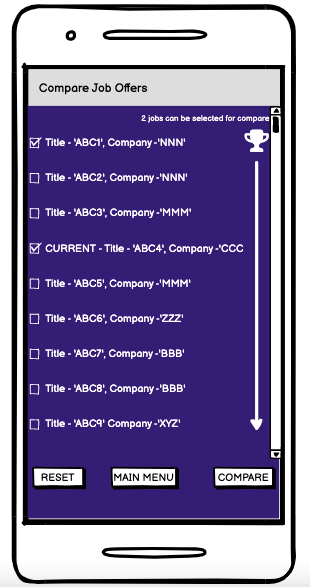 Compare Job Offers
2 jobs can be selected for compare
Title - 'ABC1', Company -'NNN'
Title - 'ABC2', Company -'NNN'
Title - 'ABC3', Company -'MMM'
CURRENT - Title - 'ABC4', Company -'CCC
Title - 'ABC5', Company -'MMM'
Title - 'ABC6', Company -'ZZZ'
Title - 'ABC7', Company -'BBB'
Title - 'ABC8', Company -'BBB'
Title - 'ABC9' Company -'XYZ'
RESET MAIN MENU COMPARE